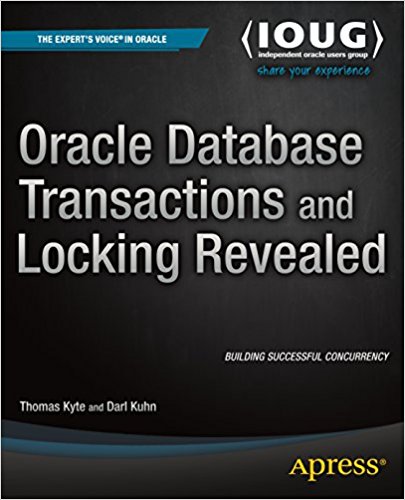 THE EXPERT'S VOICE® IN ORACLE
IOUG
independent oracle users group
share your experience
Oracle Database
Transactions and
Locking Revealed
BUILDING SUCCESSFUL CONCURRENCY
Thomas Kyte and Darl Kuhn
Apress®